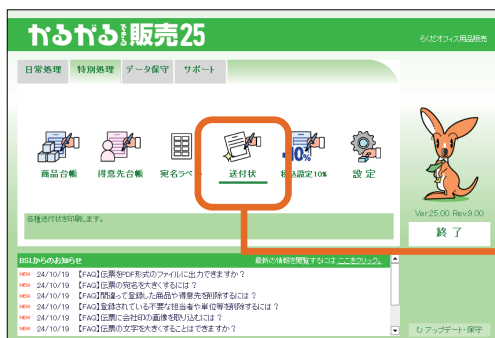 かるがるできる販売25
らくだオフィス用品販売
日常処理 特別処理 データ保守 サポート
商品台帳 得意先台帳 宛名ラベ 送付状 設定10% 設定
-10%
各種送付状を印刷します。
Ver.25.00 Rev.9.00
終了
BSLからのお知らせ 最新の情報を閲覧するには ここをクリック。
NEW 24/10/19 【FAQ】伝票をPDF形式のファイルに出力できますか？
NEW 24/10/19 【FAQ】伝票の宛名を大きくするには？
NEW 24/10/19 【FAQ】間違って登録した商品や得意先を削除するには？
NEW 24/10/19 【FAQ】登録されている不要な担当者や単位等を削除するには？
NEW 24/10/19 【FAQ】伝票に会社印の画像を取り込むには？
NEW 24/10/19 【FAQ】伝票の文字を大きくすることはできますか？
アップデート・保守